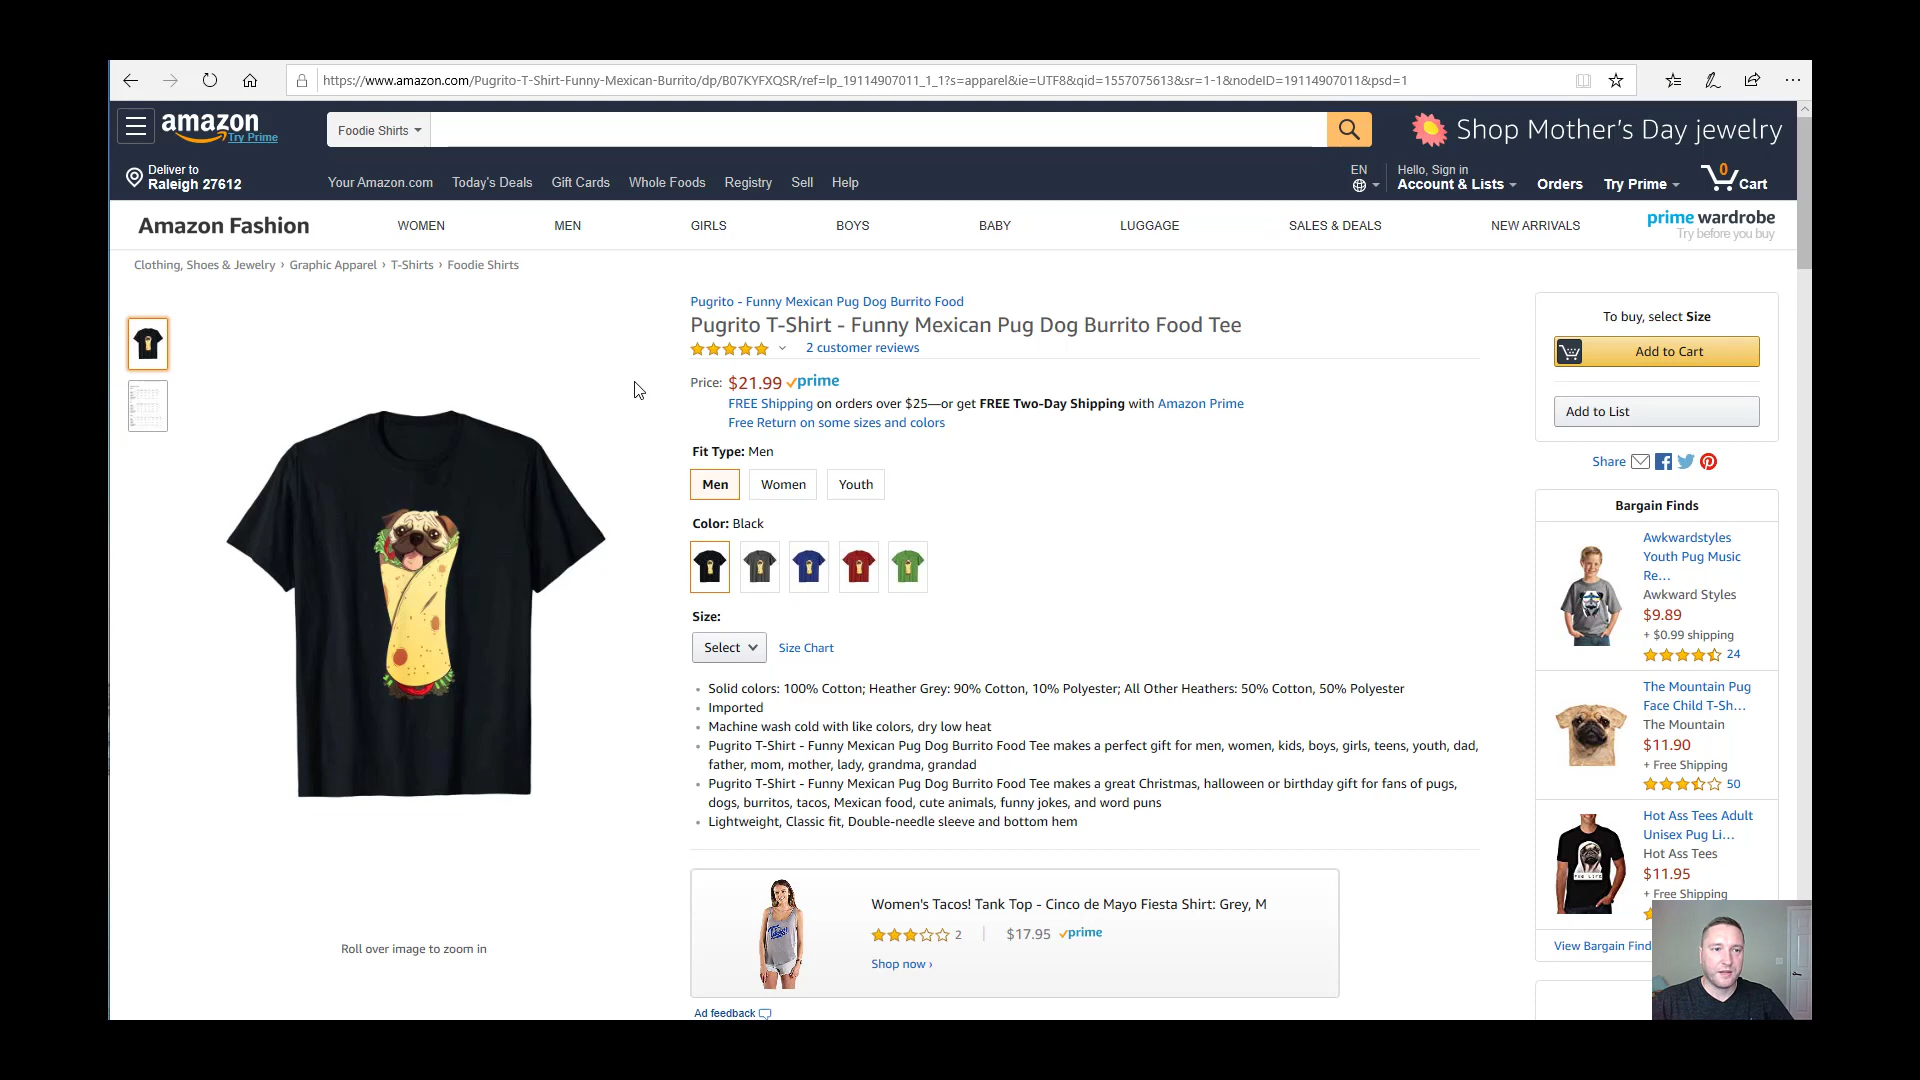 https://www.amazon.com/Pugrito-T-Shirt-Funny-Mexican-Burrito/dp/B07KYFXQSR/ref=lp_19114907011_1_1?s=apparel&ie=UTF8&qid=1557075613&sr=1-1&nodeID=19114907011&psd=1
amazon
Try Prime
Foodie Shirts
Shop Mother's Day jewelry
Deliver to
Raleigh 27612
Your Amazon.com Today's Deals Gift Cards Whole Foods Registry Sell Help
EN
Hello, Sign in
Account & Lists
Orders
Try Prime
0
Cart
Amazon Fashion
WOMEN MEN GIRLS BOYS BABY LUGGAGE SALES & DEALS NEW ARRIVALS
prime wardrobe
Try before you buy
Clothing, Shoes & Jewelry › Graphic Apparel › T-Shirts › Foodie Shirts
Roll over image to zoom in
Pugrito - Funny Mexican Pug Dog Burrito Food
Pugrito T-Shirt - Funny Mexican Pug Dog Burrito Food Tee
2 customer reviews
Price: $21.99 prime
FREE Shipping on orders over $25—or get FREE Two-Day Shipping with Amazon Prime
Free Return on some sizes and colors
Fit Type: Men
Men Women Youth
Color: Black
Size:
Select Size Chart
• Solid colors: 100% Cotton; Heather Grey: 90% Cotton, 10% Polyester; All Other Heathers: 50% Cotton, 50% Polyester
• Imported
• Machine wash cold with like colors, dry low heat
• Pugrito T-Shirt - Funny Mexican Pug Dog Burrito Food Tee makes a perfect gift for men, women, kids, boys, girls, teens, youth, dad,
father, mom, mother, lady, grandma, grandad
• Pugrito T-Shirt - Funny Mexican Pug Dog Burrito Food Tee makes a great Christmas, halloween or birthday gift for fans of pugs,
dogs, burritos, tacos, Mexican food, cute animals, funny jokes, and word puns
• Lightweight, Classic fit, Double-needle sleeve and bottom hem
Women's Tacos! Tank Top - Cinco de Mayo Fiesta Shirt: Grey, M
2 | $17.95 prime
Shop now ›
Ad feedback
To buy, select Size
Add to Cart
Add to List
Share
Bargain Finds
Awkwardstyles
Youth Pug Music
Re…
Awkward Styles
$9.89
+ $0.99 shipping
24
The Mountain Pug
Face Child T-Sh…
The Mountain
$11.90
+ Free Shipping
50
Hot Ass Tees Adult
Unisex Pug Li…
Hot Ass Tees
$11.95
+ Free Shipping
View Bargain Find